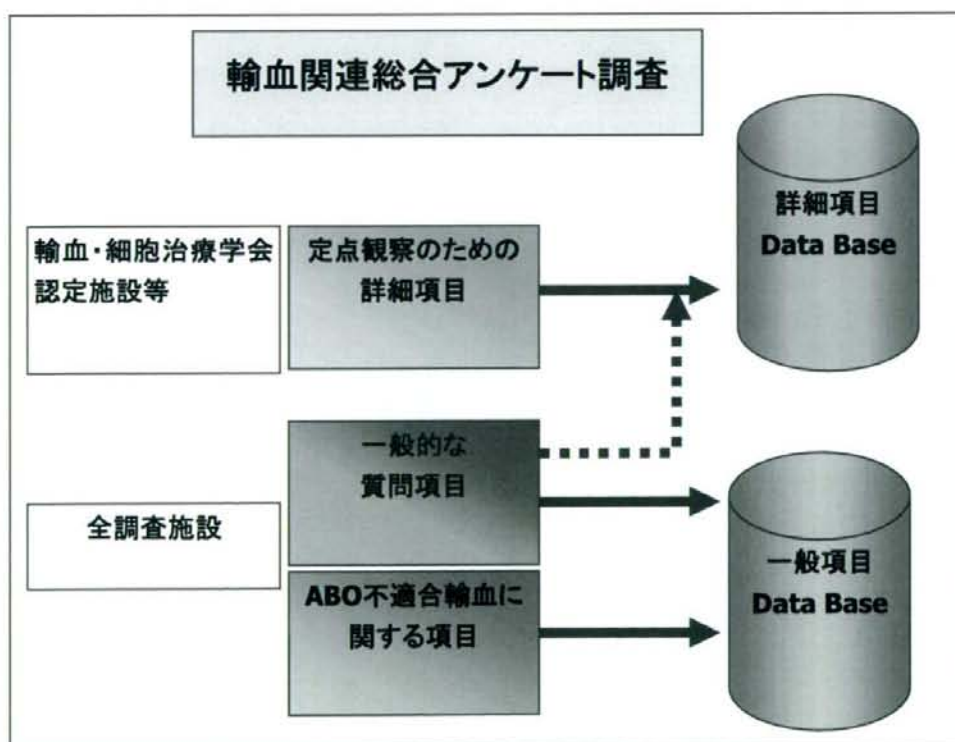 輸血関連総合アンケート調査
輸血・細胞治療学会
認定施設等
定点観察のための
詳細項目
詳細項目
Data Base
一般的な
質問項目
全調査施設
ABO不適合輸血に
関する項目
一般項目
Data Base